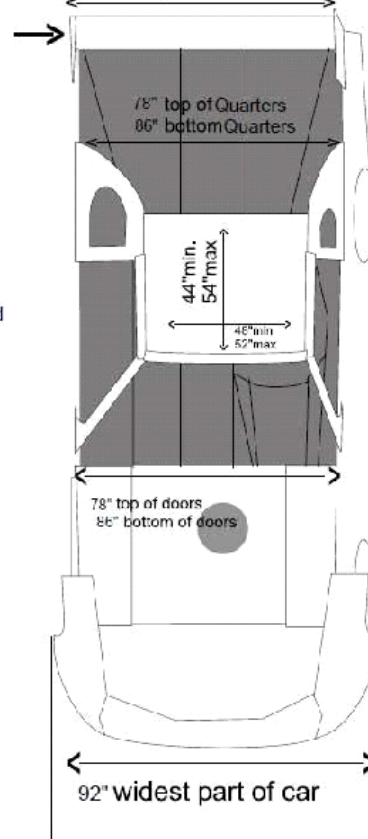 78" top of Quarters
86" bottom Quarters
44"min.
54"max
48"min
52"max
d
78" top of doors
86" bottom of doors
92" widest part of car